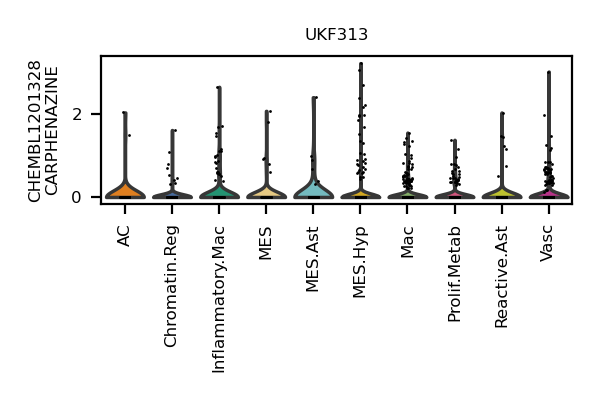 UKF313
CHEMBL1201328
CARPHENAZINE
2
0
AC
Chromatin.Reg
Inflammatory.Mac
MES
MES.Ast
MES.Hyp
Mac
Prolif.Metab
Reactive.Ast
Vasc